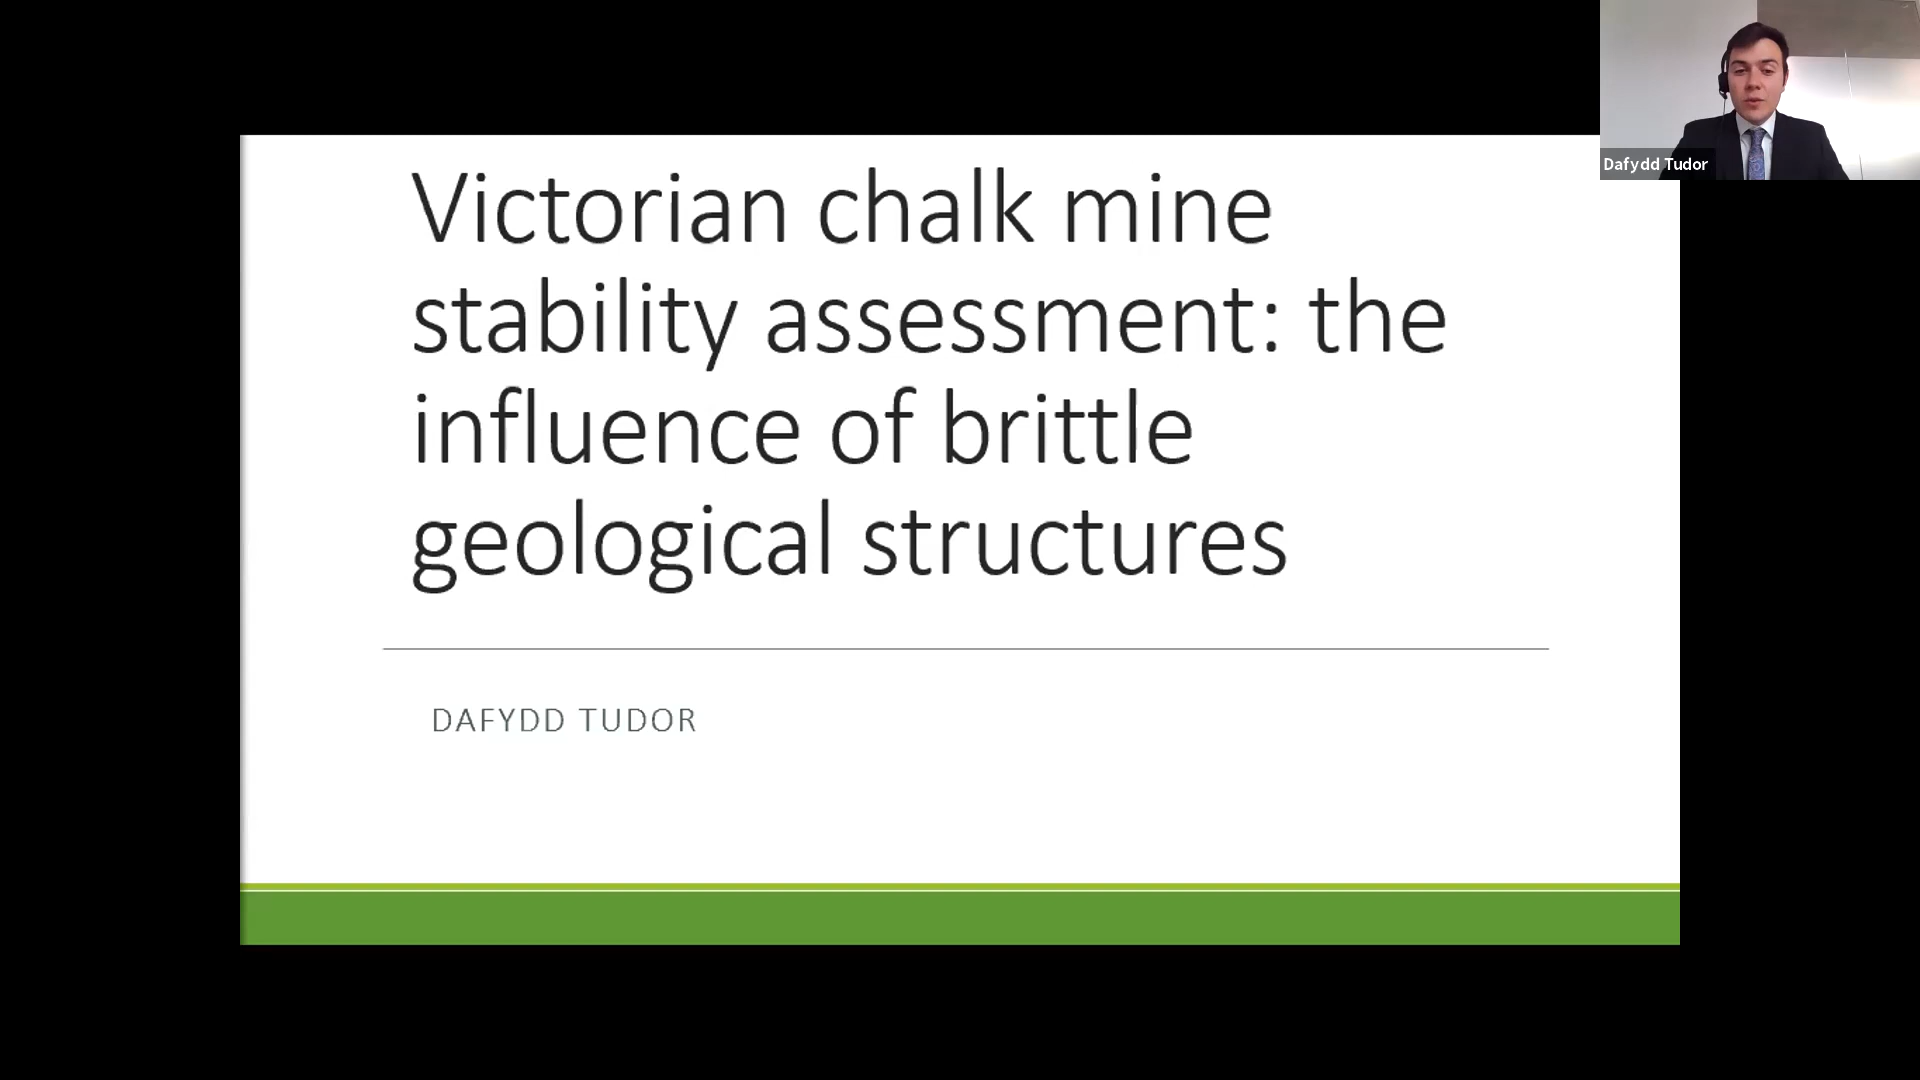 Victorian chalk mine
stability assessment: the
influence of brittle
geological structures
DAFYDD TUDOR
Dafydd Tudor